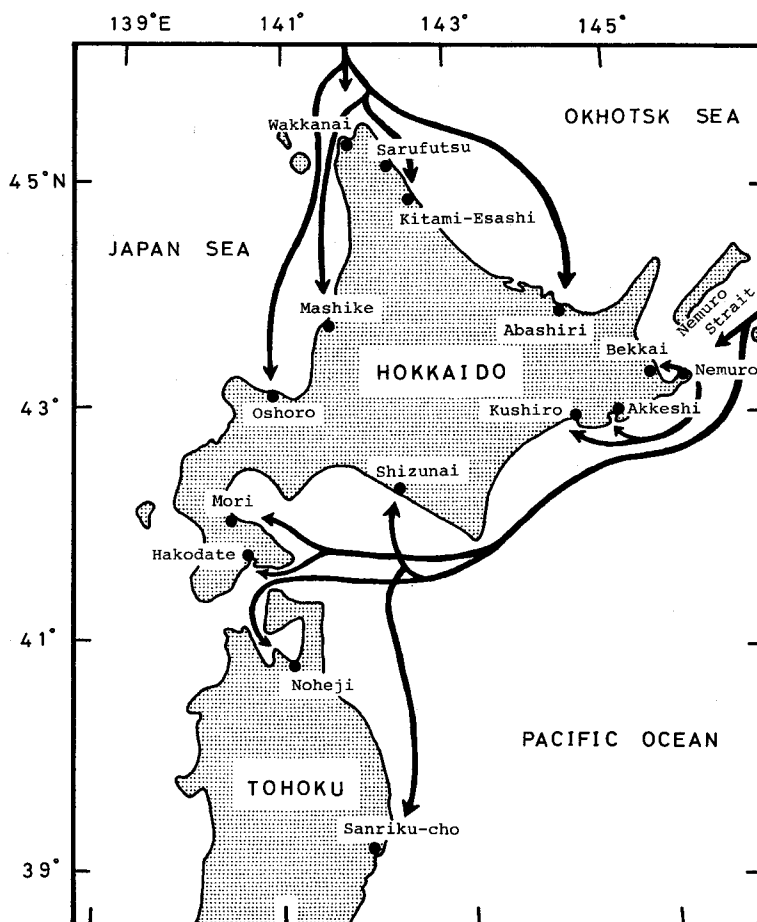 139°E
141°
143°
145°
OKHOTSK SEA
Wakkanai
Sarufutsu
45°N
Kitami-Esashi
JAPAN SEA
Nemuro
Strait
Mashike
Abashiri
Bekkai
HOKKAIDO
Nemuro
43°
Oshoro
Kushiro
Akkeshi
Shizunai
Mori
Hakodate
41°
Noheji
PACIFIC OCEAN
TOHOKU
Sanriku-cho
39°